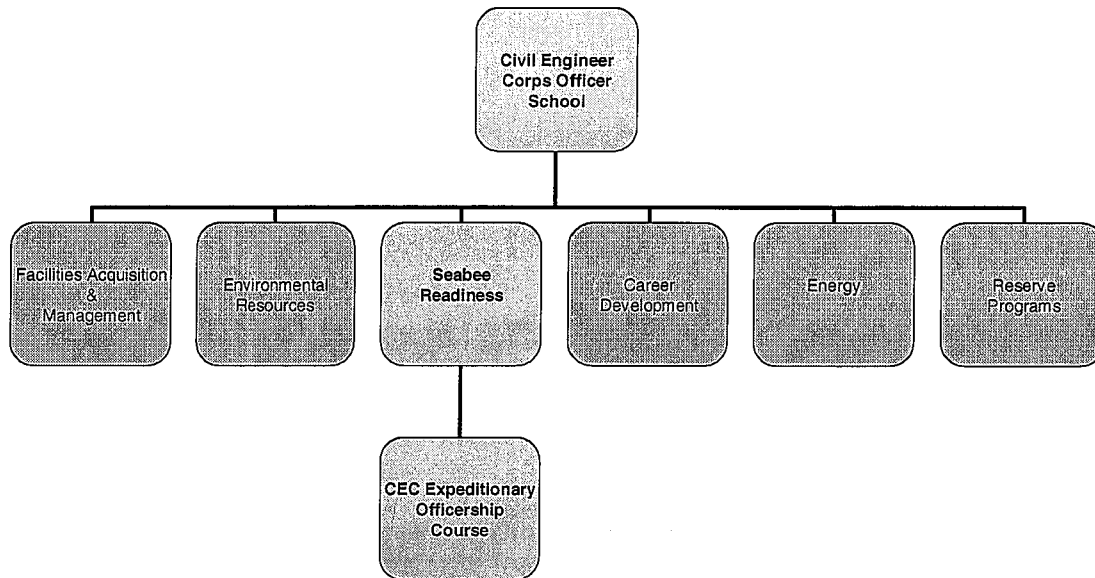 Civil Engineer
Corps Officer
School
Facilities Acquisition
&
Management
Environmental
Resources
Seabee
Readiness
Career
Development
Energy
Reserve
Programs
CEC Expeditionary
Officership
Course